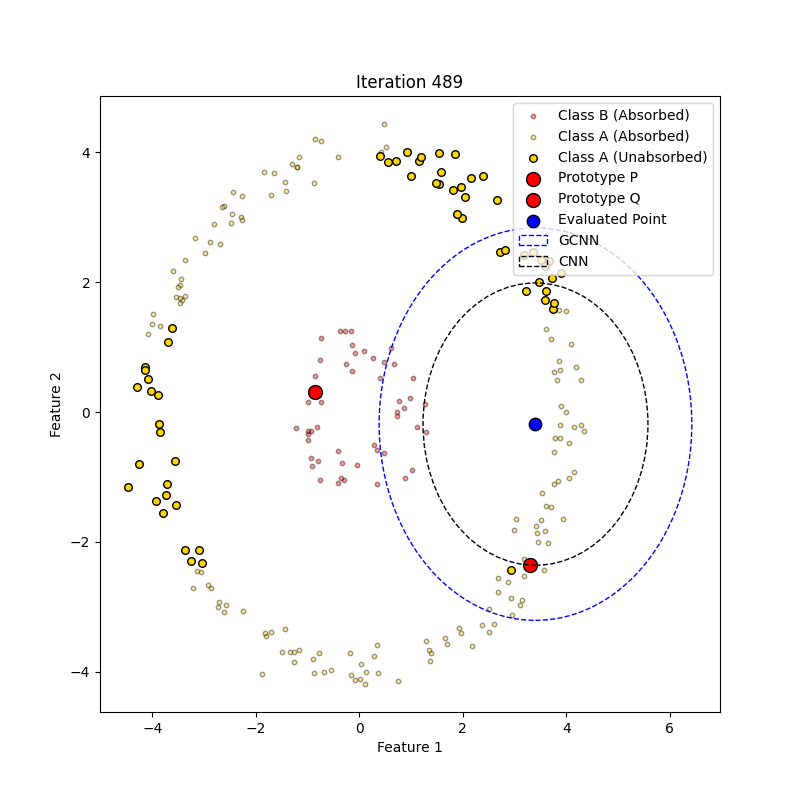 Iteration 489
Class B (Absorbed)
Class A (Absorbed)
Class A (Unabsorbed)
Prototype P
Prototype Q
Evaluated Point
GCNN
CNN
4
2
0
−2
−4
Feature 2
−4
−2
0
2
4
6
Feature 1